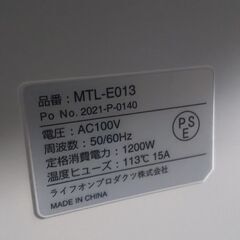 品番：MTL-E013
Po No. 2021-P-0140
電圧：AC100V
周波数：50/60Hz
定格消費電力：1200W
温度ヒューズ：113℃ 15A
ライフオンプロダクツ株式会社
MADE IN CHINA
PS
E